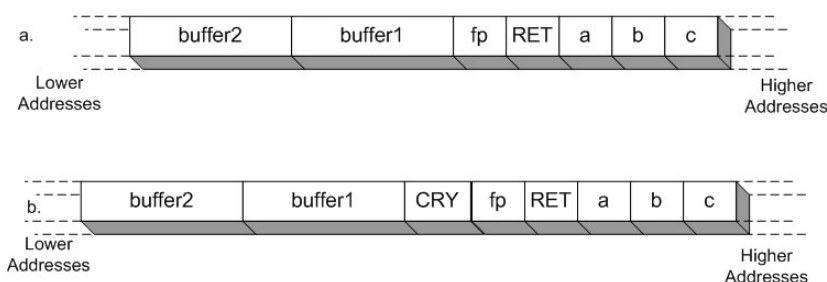 a.
buffer2 buffer1 fp RET a b c
Lower
Addresses
Higher
Addresses
b.
buffer2 buffer1 CRY fp RET a b c
Lower
Addresses
Higher
Addresses